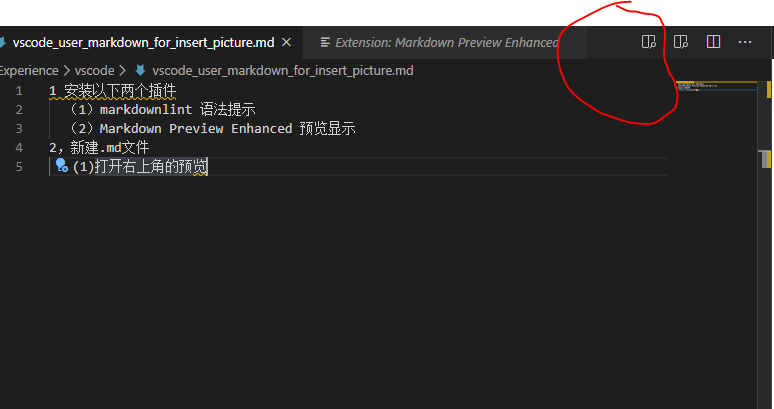 vscode_user_markdown_for_insert_picture.md
Extension: Markdown Preview Enhanced
Experience > vscode > vscode_user_markdown_for_insert_picture.md
1 1 安装以下两个插件
2 （1）markdownlint 语法提示
3 （2）Markdown Preview Enhanced 预览显示
4 2，新建.md文件
5 (1)打开右上角的预览